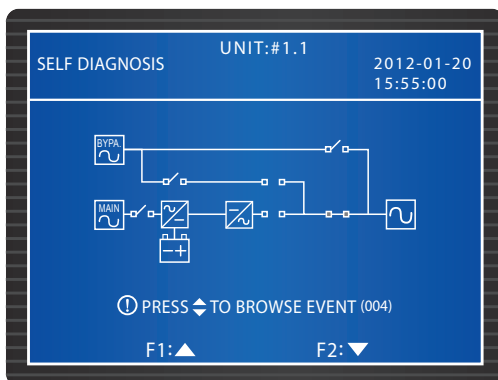 UNIT:#1.1
SELF DIAGNOSIS
2012-01-20
15:55:00
BYPA.
MAIN
PRESS TO BROWSE EVENT (004)
F1: F2: